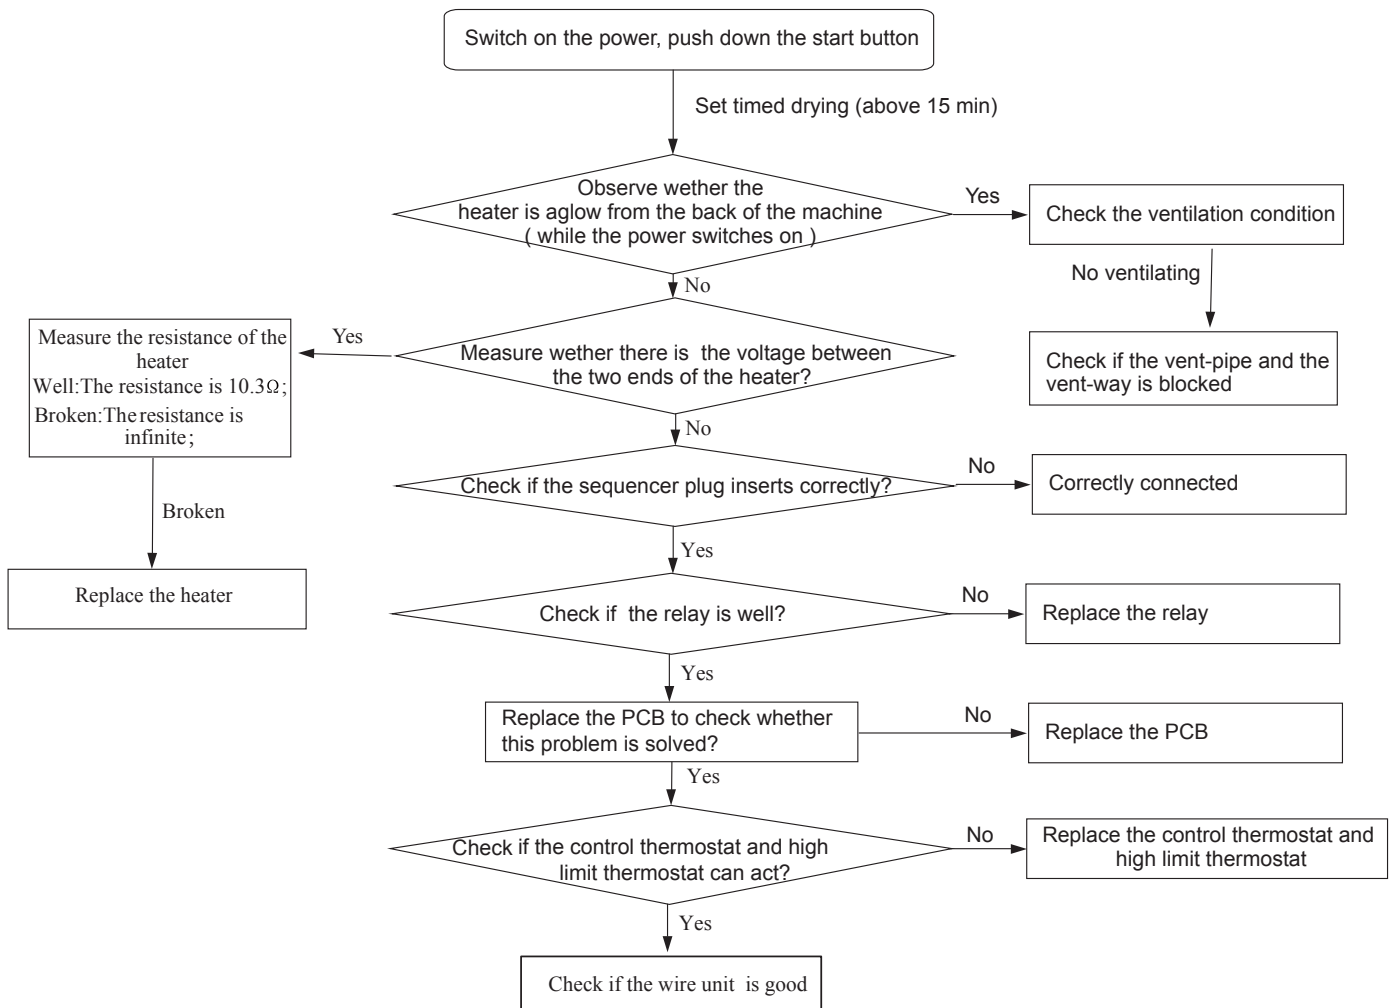 Switch on the power, push down the start button
Set timed drying (above 15 min)
Observe wether the
heater is aglow from the back of the machine
( while the power switches on )
Yes
Check the ventilation condition
No ventilating
Check if the vent-pipe and the
vent-way is blocked
No
Measure wether there is the voltage between
the two ends of the heater?
Yes
Measure the resistance of the
heater
Well:The resistance is 10.3Ω;
Broken:The resistance is
infinite;
Broken
Replace the heater
No
Check if the sequencer plug inserts correctly?
No
Correctly connected
Yes
Check if the relay is well?
No
Replace the relay
Yes
Replace the PCB to check whether
this problem is solved?
No
Replace the PCB
Yes
Check if the control thermostat and high
limit thermostat can act?
No
Replace the control thermostat and
high limit thermostat
Yes
Check if the wire unit is good